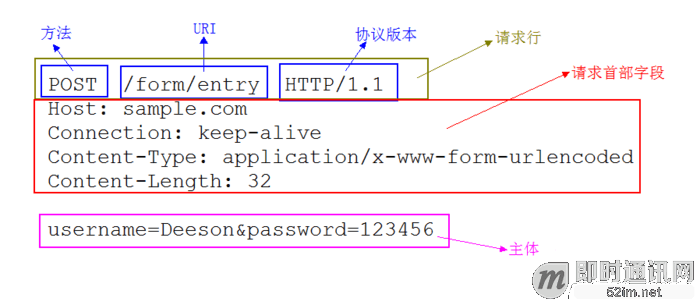 方法 URI 协议版本 请求行
POST /form/entry HTTP/1.1
请求首部字段
Host: sample.com
Connection: keep-alive
Content-Type: application/x-www-form-urlencoded
Content-Length: 32
username=Deeson&password=123456
主体
即时通讯网
52im.net